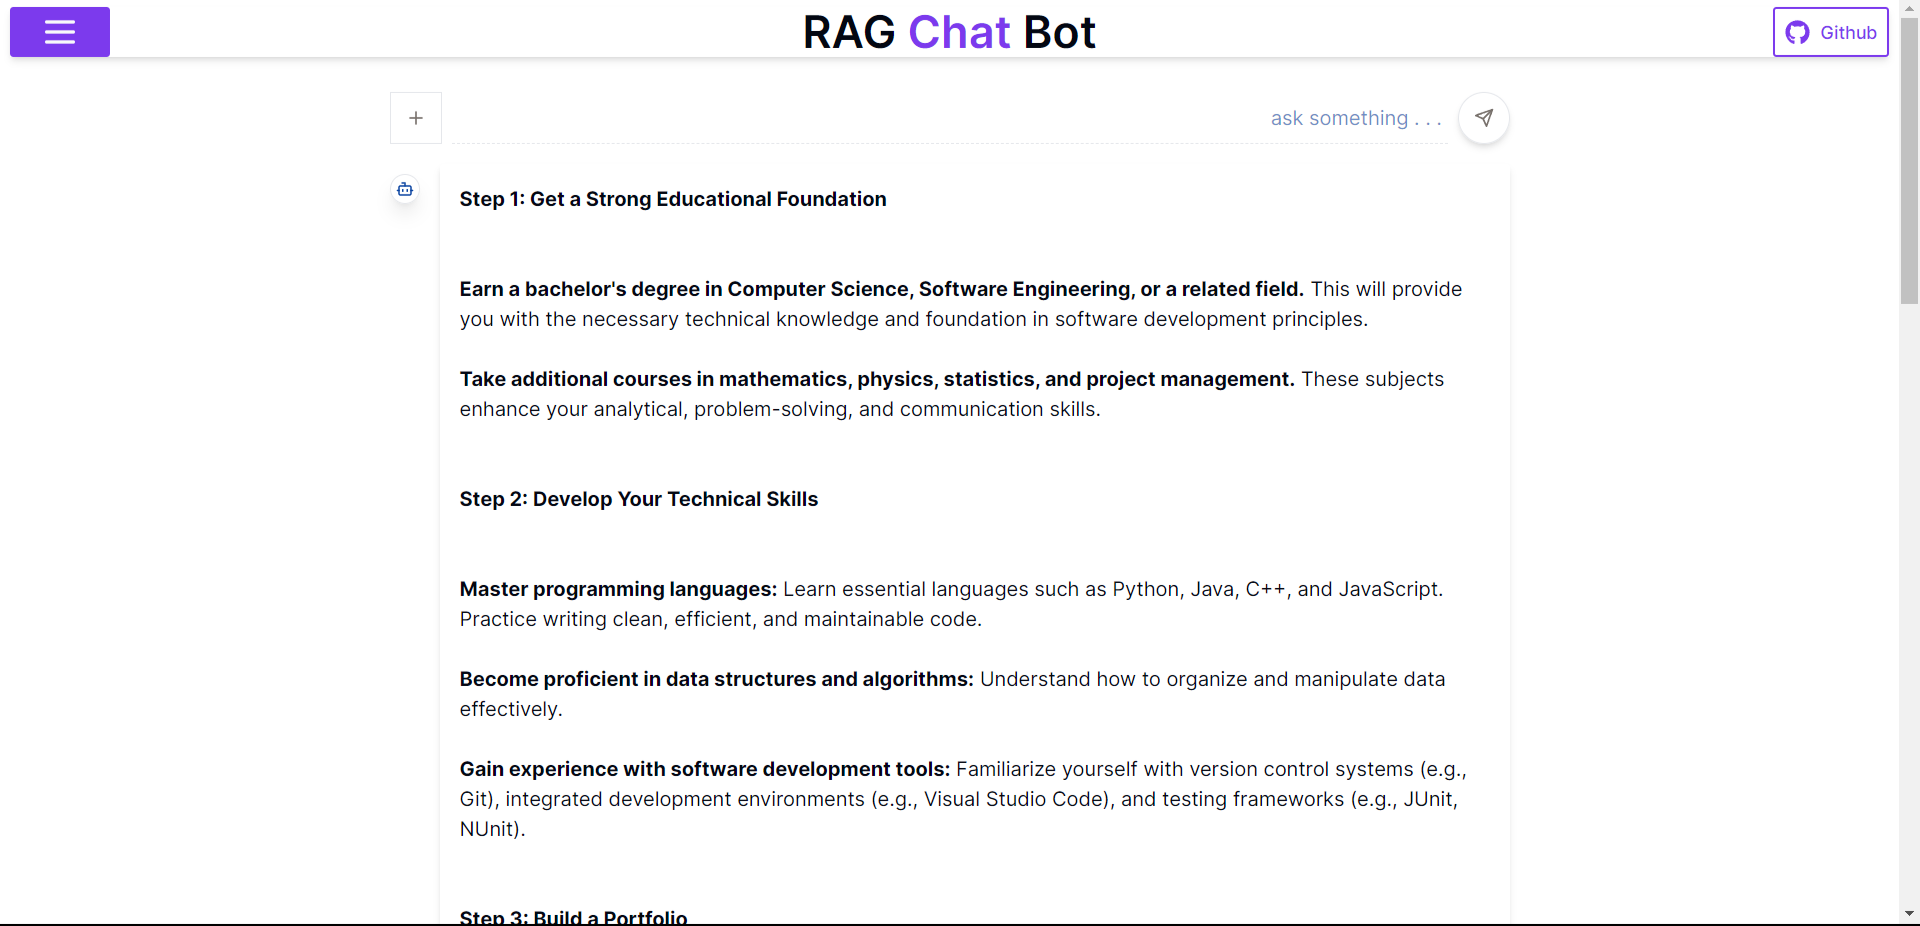 RAG Chat Bot
Github
ask something . . .
Step 1: Get a Strong Educational Foundation
Earn a bachelor's degree in Computer Science, Software Engineering, or a related field. This will provide
you with the necessary technical knowledge and foundation in software development principles.
Take additional courses in mathematics, physics, statistics, and project management. These subjects
enhance your analytical, problem-solving, and communication skills.
Step 2: Develop Your Technical Skills
Master programming languages: Learn essential languages such as Python, Java, C++, and JavaScript.
Practice writing clean, efficient, and maintainable code.
Become proficient in data structures and algorithms: Understand how to organize and manipulate data
effectively.
Gain experience with software development tools: Familiarize yourself with version control systems (e.g.,
Git), integrated development environments (e.g., Visual Studio Code), and testing frameworks (e.g., JUnit,
NUnit).
Step 3: Build a Portfolio